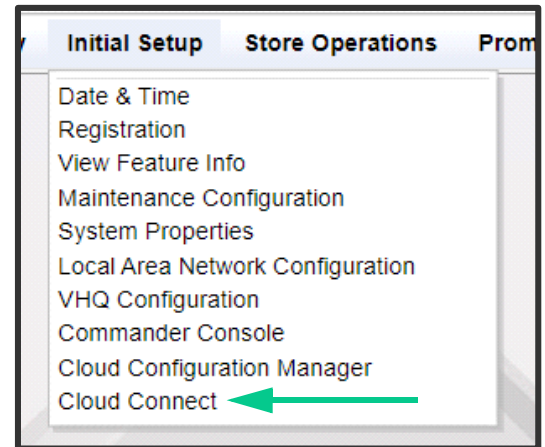 Initial Setup Store Operations Prom
Date & Time
Registration
View Feature Info
Maintenance Configuration
System Properties
Local Area Network Configuration
VHQ Configuration
Commander Console
Cloud Configuration Manager
Cloud Connect